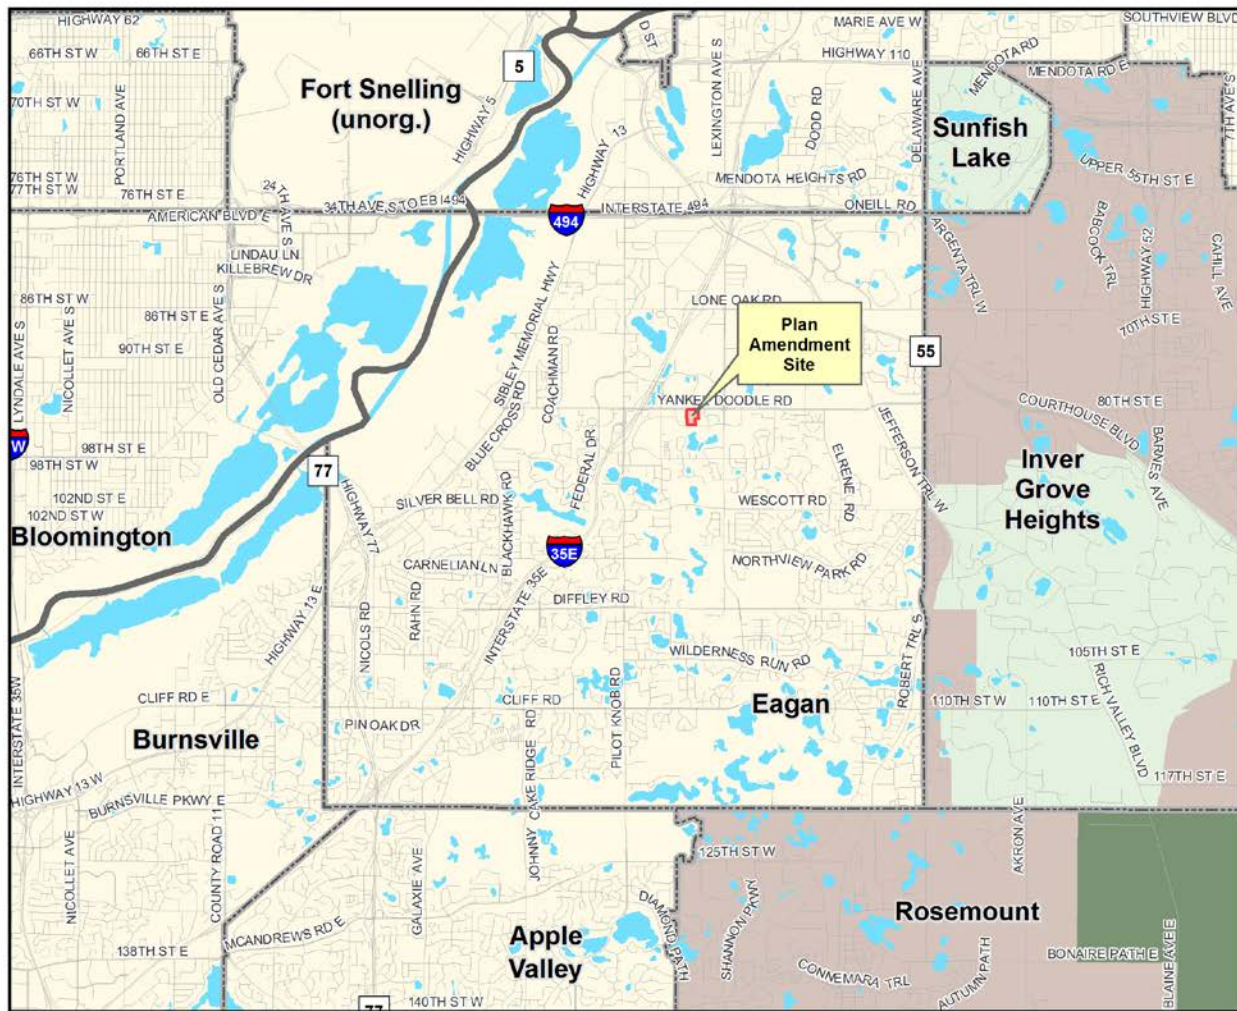 HIGHWAY 62
66TH ST W
66TH ST E
70TH ST W
PORTLAND AVE
76TH ST W
77TH ST W
76TH ST E
Fort Snelling
(unorg.)
5
HIGHWAY 5
D ST
LEXINGTON AVE S
MARIE AVE W
HIGHWAY 110
DODD RD
DELAWARE AVE
SOUTHVIEW BLVD
MENDOTA RD
MENDOTA RD E
7TH AVE S
Sunfish
Lake
UPPER 55TH ST E
HIGHWAY 13
MENDOTA HEIGHTS RD
24TH AVE S
34TH AVE S TO EB I494
AMERICAN BLVD E
INTERSTATE 494
494
ONEILL RD
ARGENTA TRL W
BABCOCK TRL
HIGHWAY 52
CAHILL AVE
70TH ST E
LINDAU LN
KILLEBREW DR
86TH ST W
86TH ST E
90TH ST E
LYNDALE AVE S
NICOLLET AVE S
OLD CEDAR AVE S
SIBLEY MEMORIAL HWY
COACHMAN RD
BLUE CROSS RD
LONE OAK RD
Plan
Amendment
Site
55
YANKEE DOODLE RD
80TH ST E
COURTHOUSE BLVD
BARNES AVE
JEFFERSON TRL W
W
98TH ST E
98TH ST W
102ND ST E
102ND ST W
Bloomington
77
HIGHWAY 77
SILVER BELL RD
BLACKHAWK RD
FEDERAL DR
WESCOTT RD
ELRENE RD
Inver
Grove
Heights
35E
CARNELIAN LN
NORTHVIEW PARK RD
INTERSTATE 35E
DIFFLEY RD
HIGHWAY 13 E
NICOLS RD
RAHN RD
WILDERNESS RUN RD
ROBERT TRL S
105TH ST E
RICH VALLEY BLVD
INTERSTATE 35W
CLIFF RD E
CLIFF RD
PILOT KNOB RD
Eagan
110TH ST W
110TH ST E
Burnsville
PIN OAK DR
JOHNNY CAKE RIDGE RD
117TH ST E
HIGHWAY 13 W
BURNSVILLE PKWY E
NICOLLET AVE
COUNTY ROAD 11
GALAXIE AVE
125TH ST W
AKRON AVE
DIAMOND PATH
SHANNON PKWY
Rosemount
MCANDREWS RD E
138TH ST E
Apple
Valley
140TH ST W
77
CONNEMARA TRL
AUTUMN PATH
BONAIRE PATH E
BLAINE AVE E